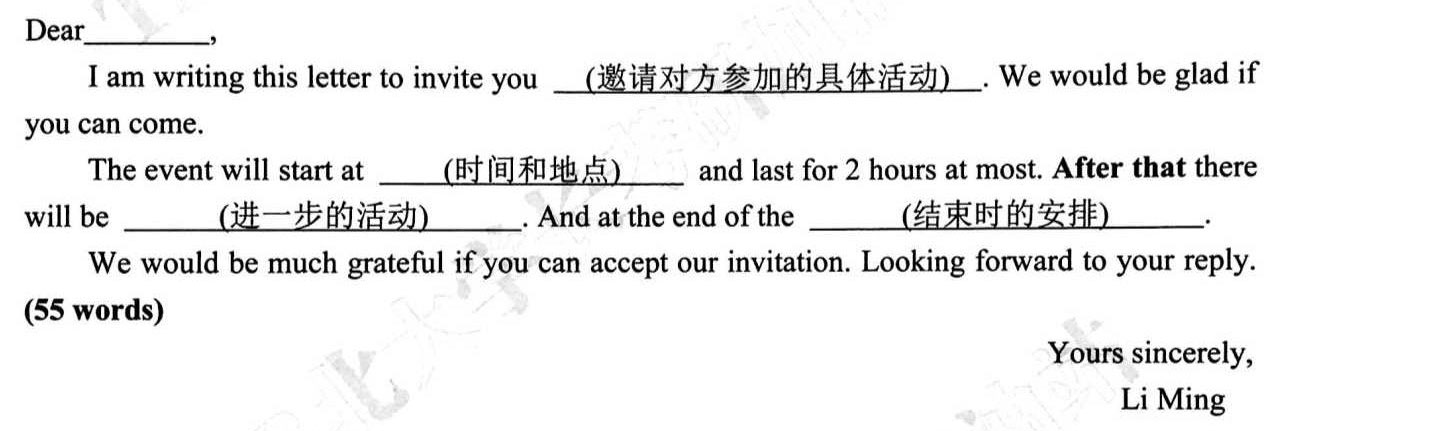 Dear_________,
I am writing this letter to invite you __(邀请对方参加的具体活动)__. We would be glad if
you can come.
The event will start at ____(时间和地点)____ and last for 2 hours at most. After that there
will be ______(进一步的活动)______. And at the end of the ______(结束时的安排)______.
We would be much grateful if you can accept our invitation. Looking forward to your reply.
(55 words)
Yours sincerely,
Li Ming